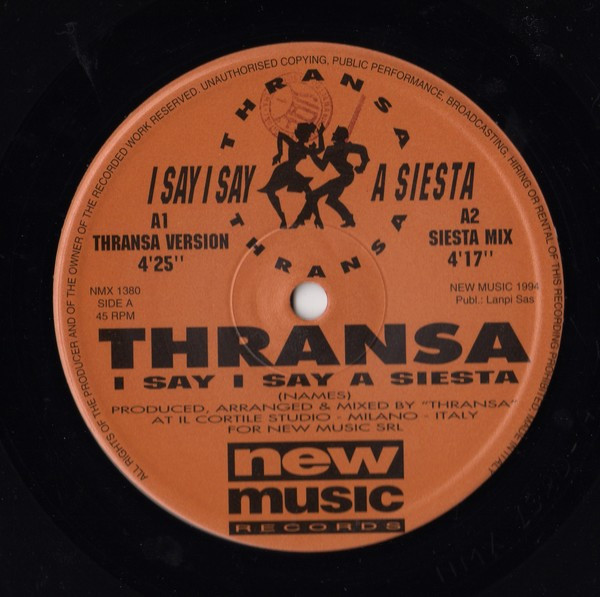 ALL RIGHTS OF THE PRODUCER AND OF THE OWNER OF THE RECORDED WORK RESERVED. UNAUTHORISED COPYING, PUBLIC PERFORMANCE, BROADCASTING, HIRING OR RENTAL OF THIS RECORDING PROHIBITED. MADE IN ITALY
THRANSA
I SAY I SAY A SIESTA
A1
THRANSA VERSION
4'25"
A2
SIESTA MIX
4'17"
THRANSA
NMX 1380
SIDE A
45 RPM
NEW MUSIC 1994
Publ.: Lanpi Sas
THRANSA
I SAY I SAY A SIESTA
(NAMES)
PRODUCED, ARRANGED & MIXED BY "THRANSA"
AT IL CORTILE STUDIO - MILANO - ITALY
FOR NEW MUSIC SRL
new
music
RECORDS